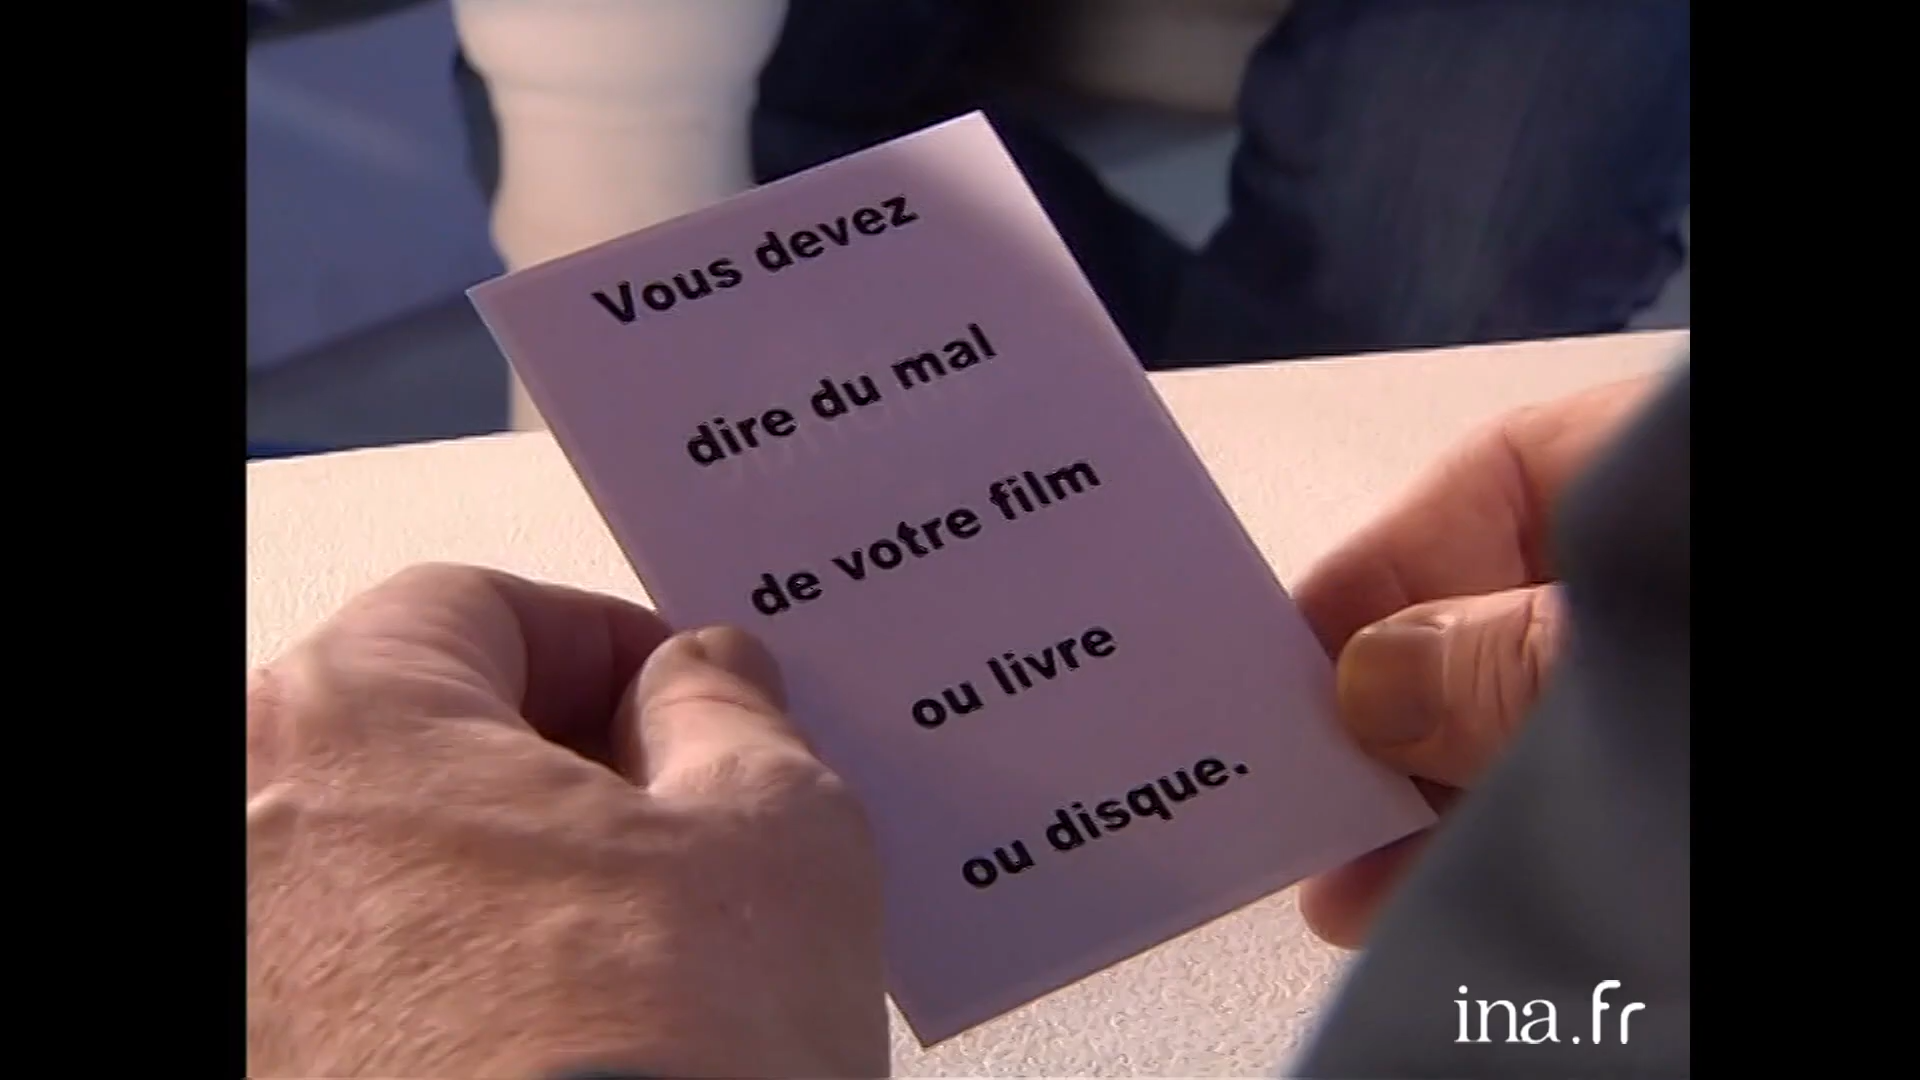 Vous devez
dire du mal
de votre film
ou livre
ou disque.
ina.fr